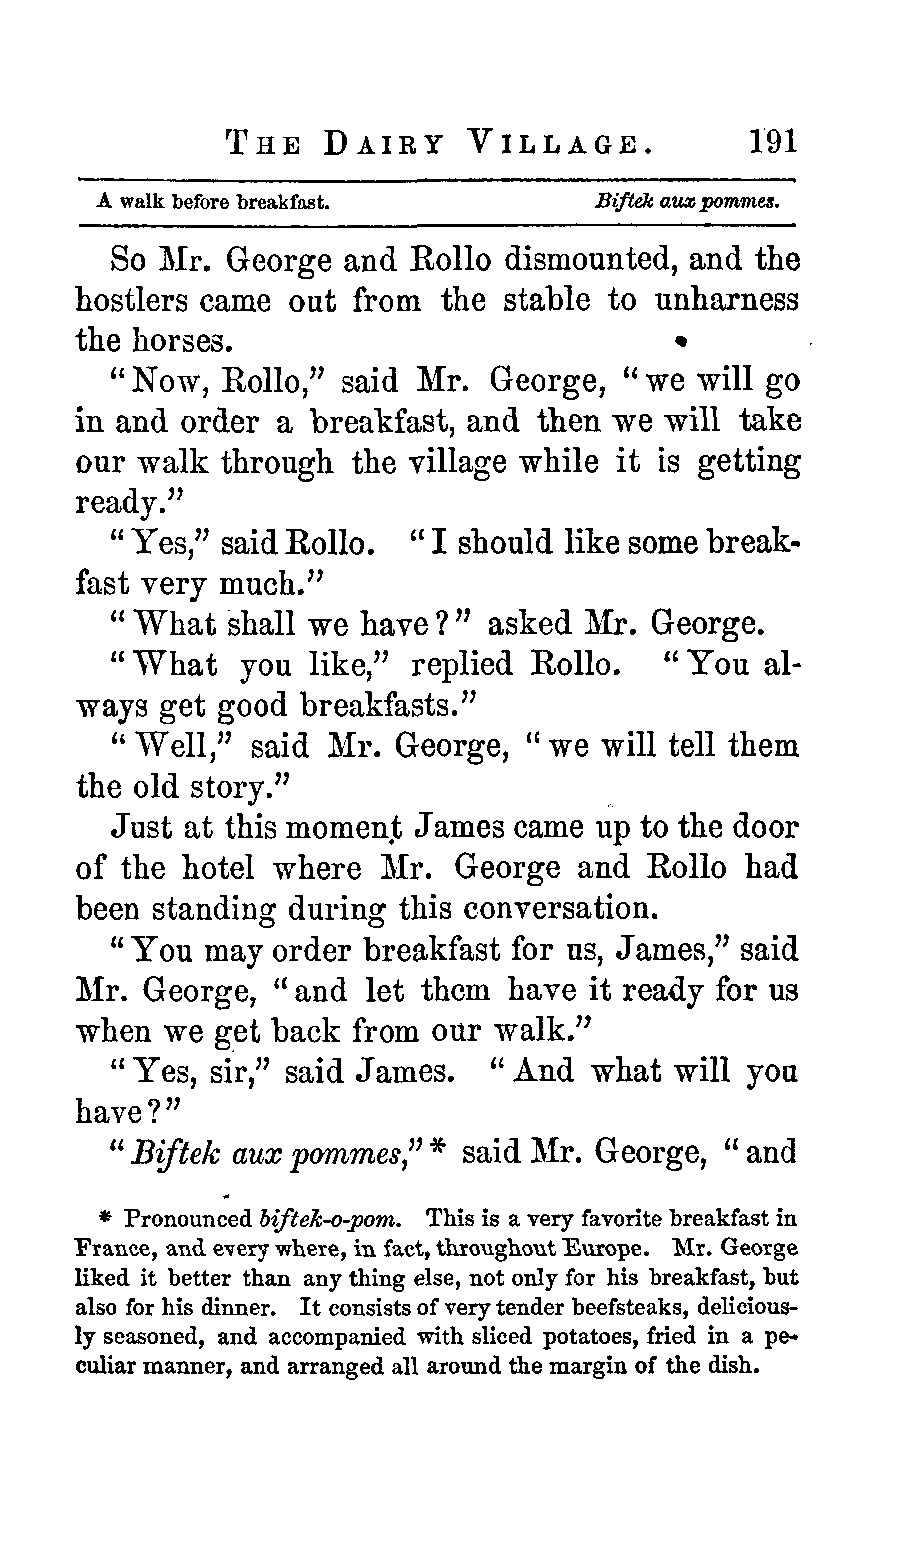 THE DAIRY VILLAGE. 191
A walk before breakfast. Biftek aux pommes.
So Mr. George and Rollo dismounted, and the
hostlers came out from the stable to unharness
the horses.
"Now, Rollo," said Mr. George, "we will go
in and order a breakfast, and then we will take
our walk through the village while it is getting
ready."
"Yes," said Rollo. "I should like some break-
fast very much."
"What shall we have?" asked Mr. George.
"What you like," replied Rollo. "You al-
ways get good breakfasts."
"Well," said Mr. George, "we will tell them
the old story."
Just at this moment James came up to the door
of the hotel where Mr. George and Rollo had
been standing during this conversation.
"You may order breakfast for us, James," said
Mr. George, "and let them have it ready for us
when we get back from our walk."
"Yes, sir," said James. "And what will you
have?"
"Biftek aux pommes,"* said Mr. George, "and
* Pronounced biftek-o-pom. This is a very favorite breakfast in
France, and every where, in fact, throughout Europe. Mr. George
liked it better than any thing else, not only for his breakfast, but
also for his dinner. It consists of very tender beefsteaks, delicious-
ly seasoned, and accompanied with sliced potatoes, fried in a pe-
culiar manner, and arranged all around the margin of the dish.